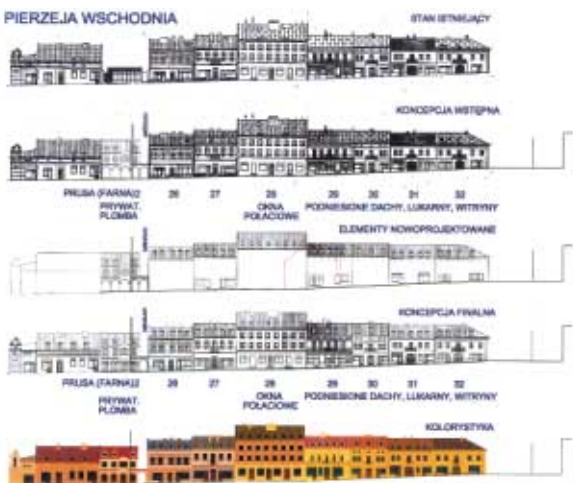 PIERZEJA WSCHODNIA
STAN ISTNIEJĄCY
KONCEPCJA WSTĘPNA
PRUSA (FARNA)2 26 27 28 29 30 31 32
PRYWAT. PLOMBA OKNA POŁACIOWE PODNIESIONE DACHY, LUKARNY, WITRYNY
ELEMENTY NOWOPROJEKTOWANE
KONCEPCJA FINALNA
PRUSA (FARNA)2 26 27 28 29 30 31 32
PRYWAT. PLOMBA OKNA POŁACIOWE PODNIESIONE DACHY, LUKARNY, WITRYNY
KOLORYSTYKA